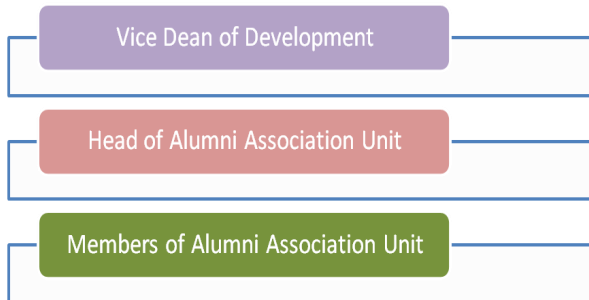 Vice Dean of Development
Head of Alumni Association Unit
Members of Alumni Association Unit